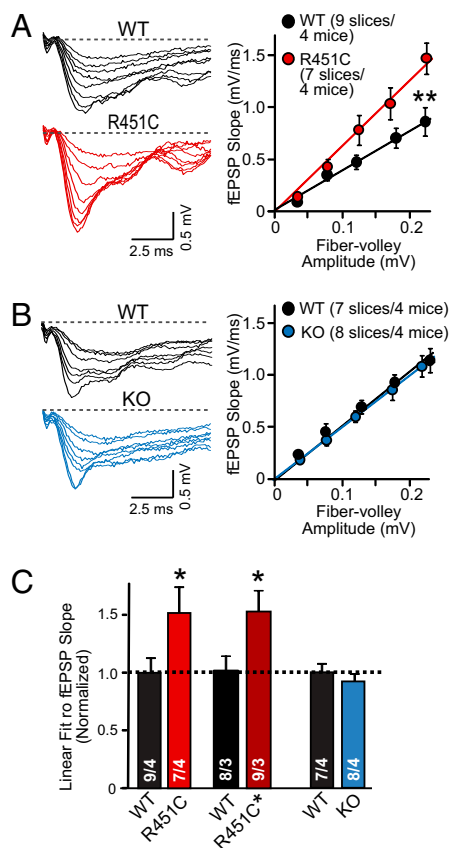 A
WT
R451C
2.5 ms
0.5 mV
fEPSP Slope (mV/ms)
1.5
1.0
0.5
0
0
0.1
0.2
Fiber-volley
Amplitude (mV)
WT (9 slices/
4 mice)
R451C
(7 slices/
4 mice)
**
B
WT
KO
2.5 ms
0.5 mV
fEPSP Slope (mV/ms)
1.5
1.0
0.5
0
0
0.1
0.2
Fiber-volley
Amplitude (mV)
WT (7 slices/4 mice)
KO (8 slices/4 mice)
C
Linear Fit ro fEPSP Slope
(Normalized)
1.5
1.0
0.5
0
*
*
9/4
7/4
8/3
9/3
7/4
8/4
WT
R451C
WT
R451C*
WT
KO